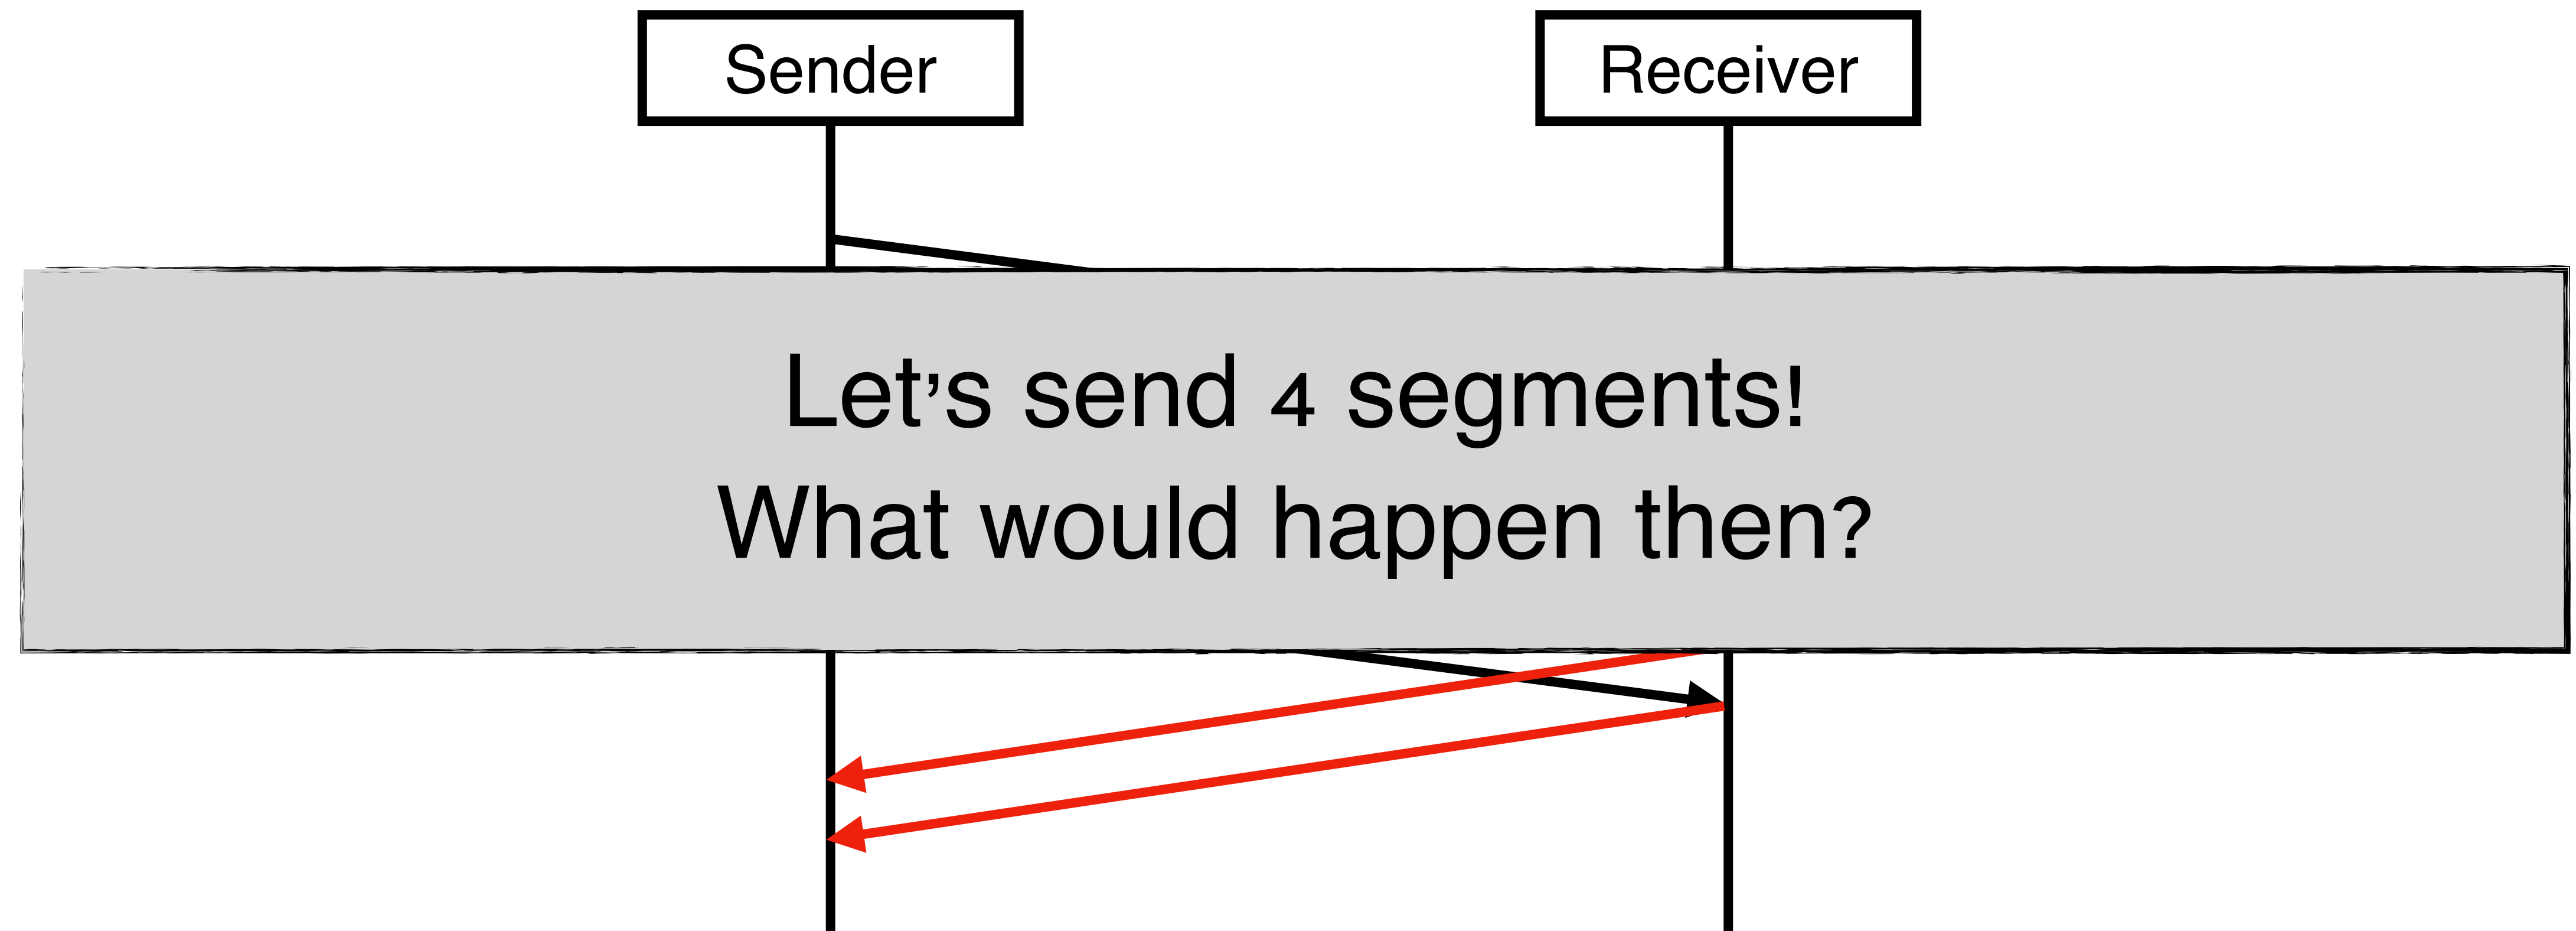 Sender
Receiver
Let's send 4 segments!
What would happen then?